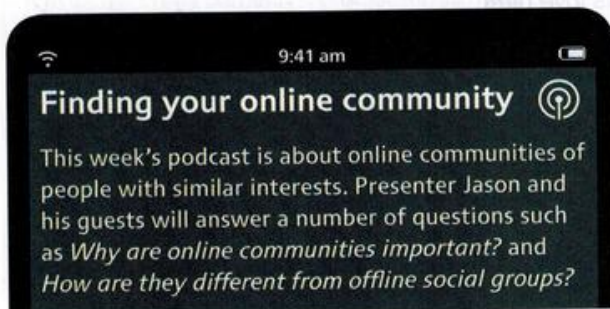 9:41 am
Finding your online community
This week's podcast is about online communities of
people with similar interests. Presenter Jason and
his guests will answer a number of questions such
as Why are online communities important? and
How are they different from offline social groups?